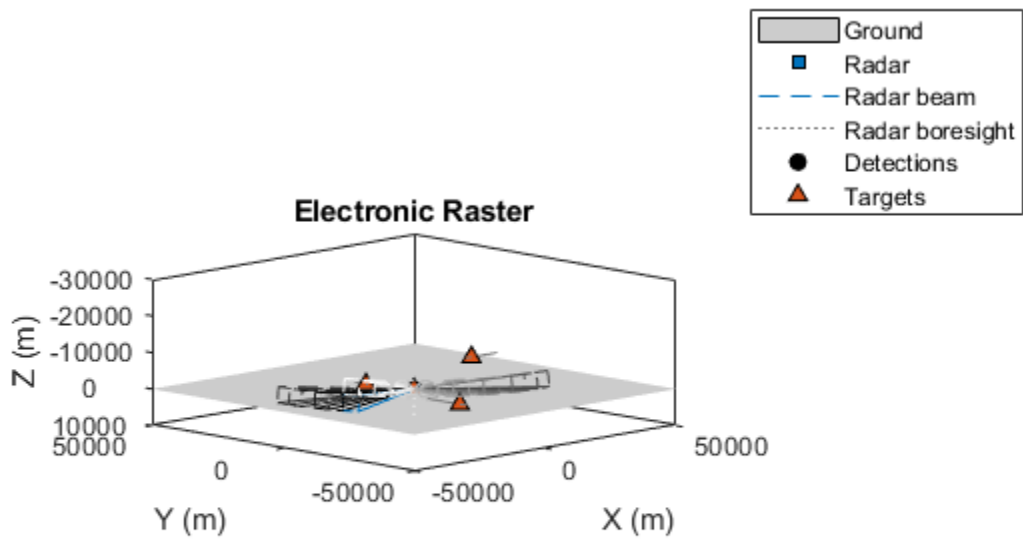 Ground
Radar
Radar beam
Radar boresight
Detections
Targets
Electronic Raster
-30000
-20000
-10000
0
10000
Z (m)
50000
0
-50000
Y (m)
-50000
0
50000
X (m)